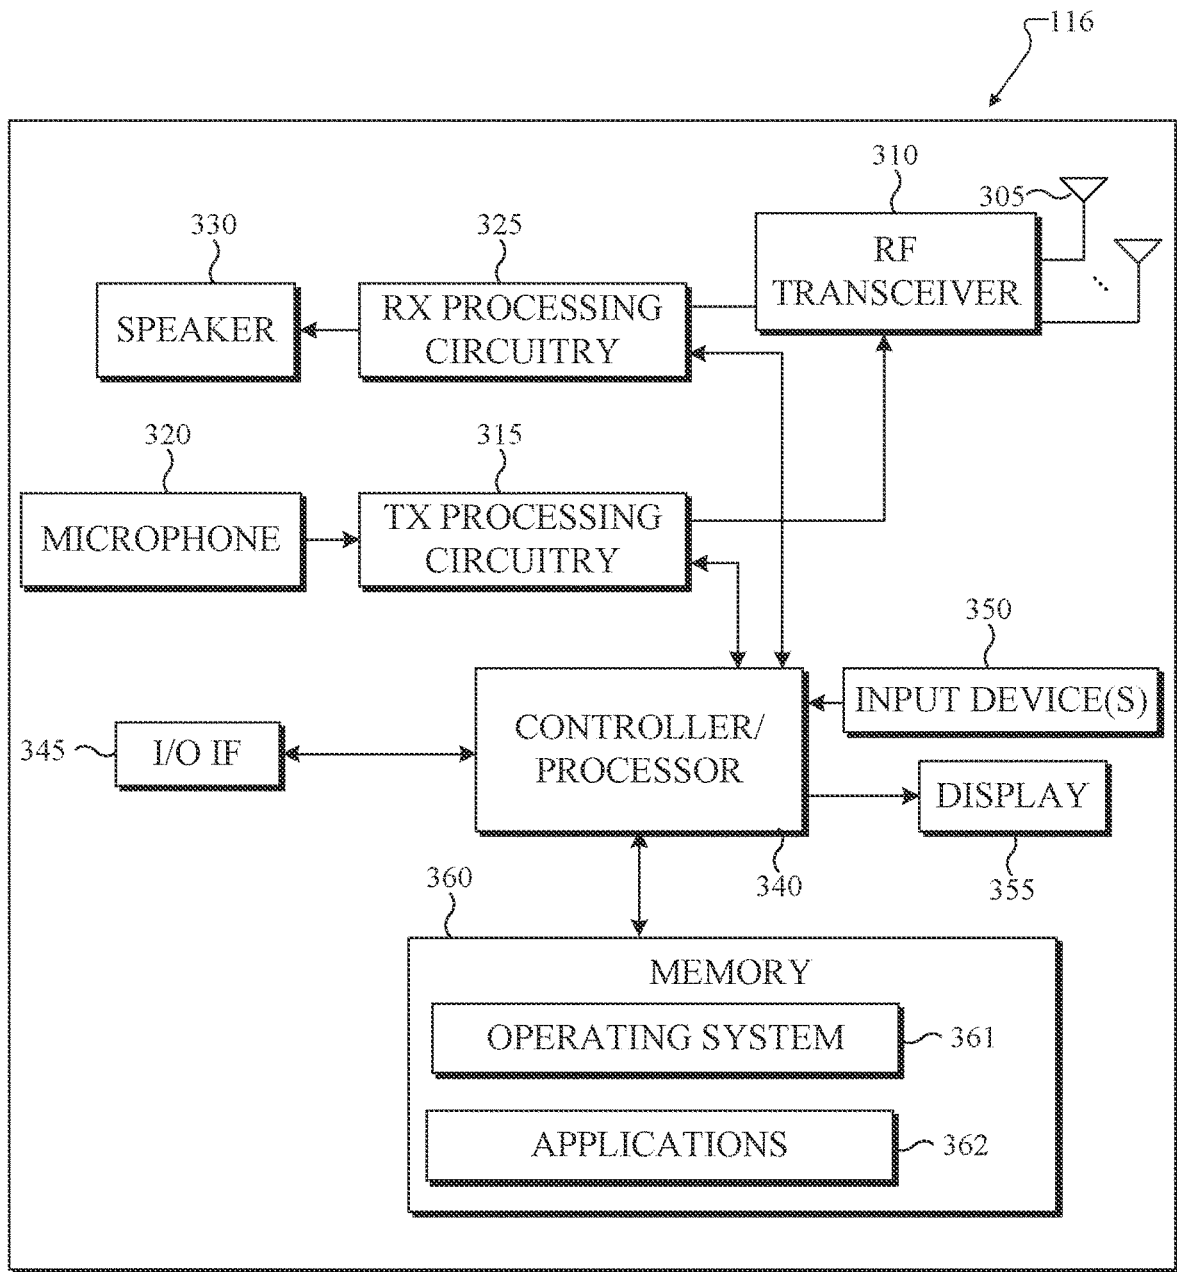 116
310
305
330
325
RF
TRANSCEIVER
SPEAKER
RX PROCESSING
CIRCUITRY
320
315
MICROPHONE
TX PROCESSING
CIRCUITRY
350
INPUT DEVICE(S)
345
I/O IF
CONTROLLER/
PROCESSOR
DISPLAY
340
355
360
MEMORY
OPERATING SYSTEM
361
APPLICATIONS
362